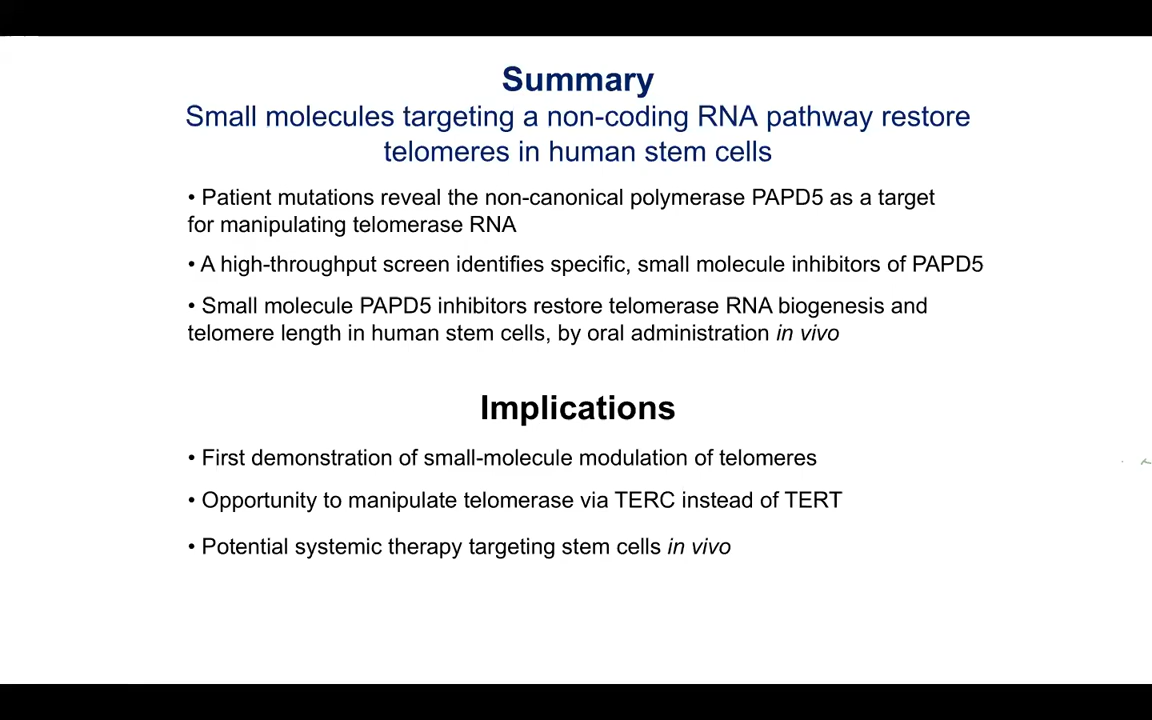 Summary
Small molecules targeting a non-coding RNA pathway restore
telomeres in human stem cells
• Patient mutations reveal the non-canonical polymerase PAPD5 as a target
for manipulating telomerase RNA
• A high-throughput screen identifies specific, small molecule inhibitors of PAPD5
• Small molecule PAPD5 inhibitors restore telomerase RNA biogenesis and
telomere length in human stem cells, by oral administration in vivo
Implications
• First demonstration of small-molecule modulation of telomeres
• Opportunity to manipulate telomerase via TERC instead of TERT
• Potential systemic therapy targeting stem cells in vivo